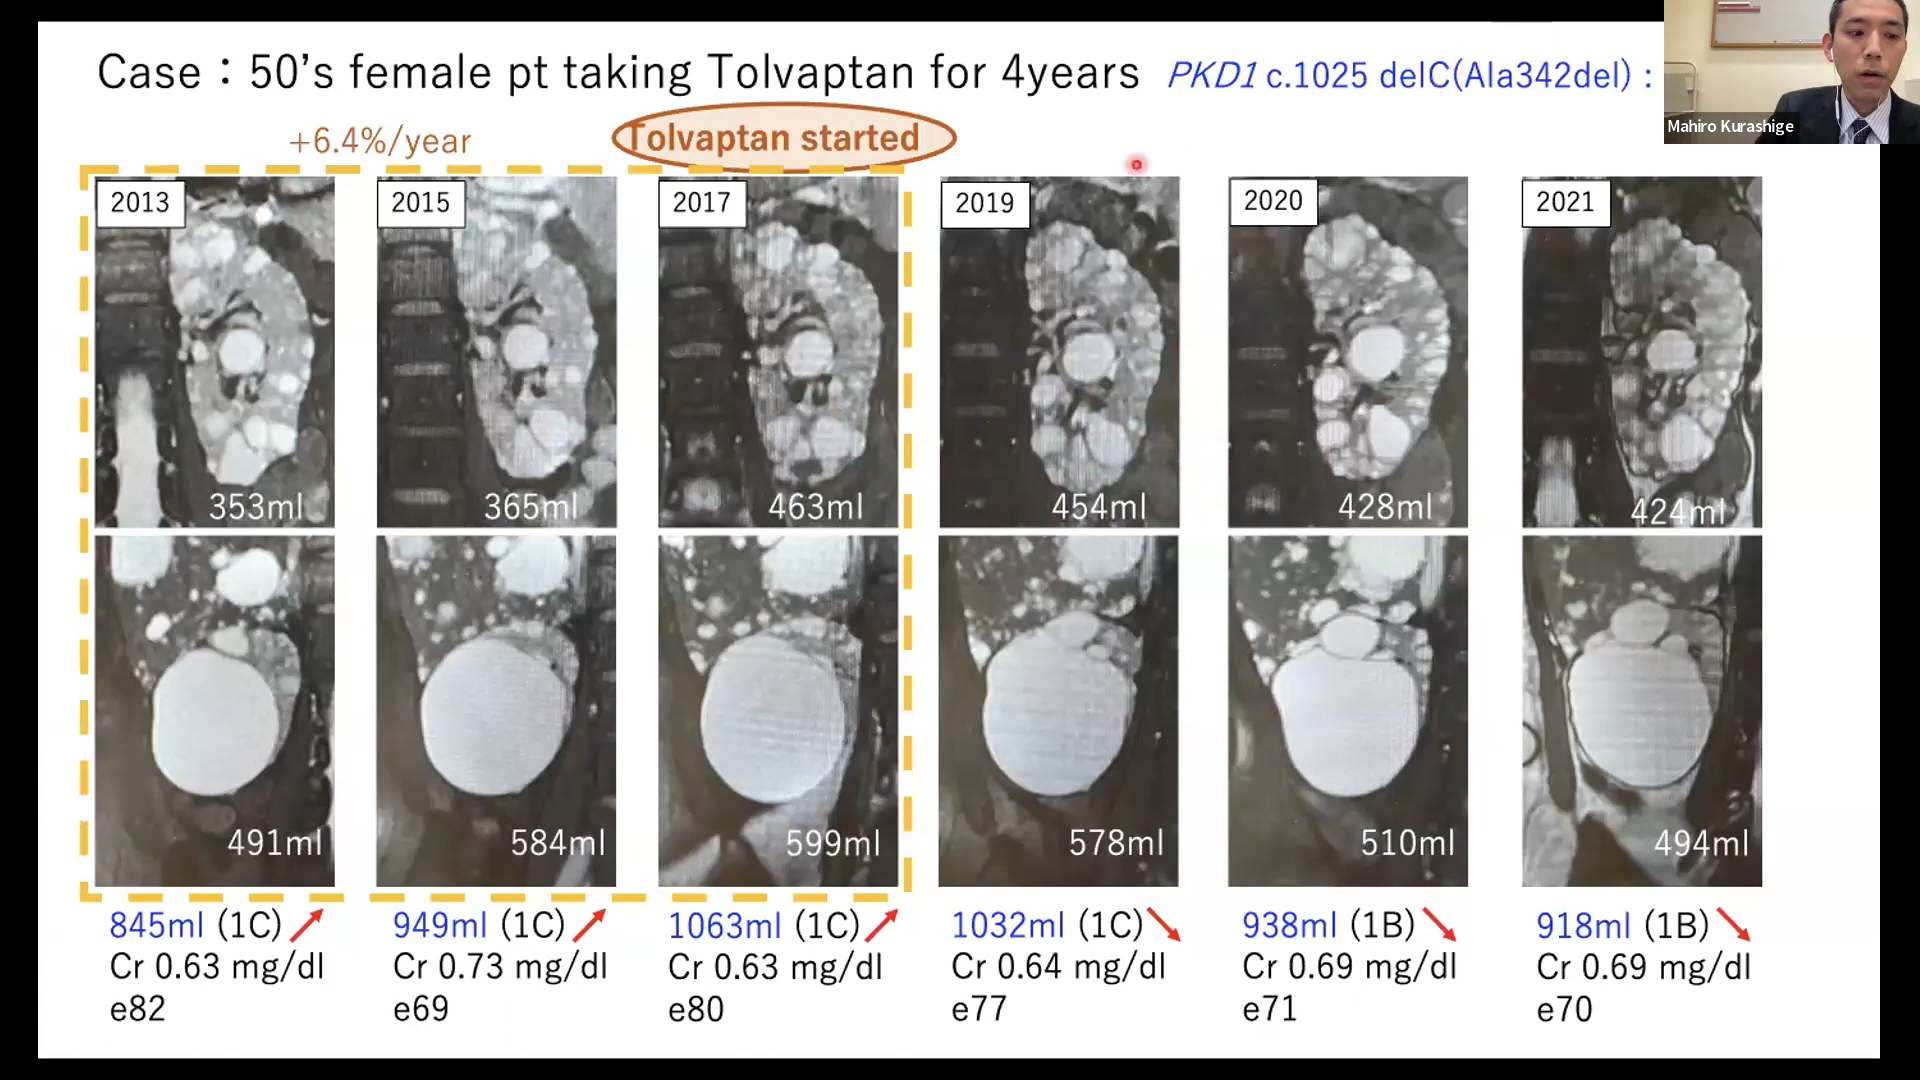 Case：50's female pt taking Tolvaptan for 4years
PKD1 c.1025 delC(Ala342del) :
Mahiro Kurashige
+6.4%/year
Tolvaptan started
2013
2015
2017
2019
2020
2021
353ml
365ml
463ml
454ml
428ml
424ml
491ml
584ml
599ml
578ml
510ml
494ml
845ml (1C)
949ml (1C)
1063ml (1C)
1032ml (1C)
938ml (1B)
918ml (1B)
Cr 0.63 mg/dl
Cr 0.73 mg/dl
Cr 0.63 mg/dl
Cr 0.64 mg/dl
Cr 0.69 mg/dl
Cr 0.69 mg/dl
e82
e69
e80
e77
e71
e70